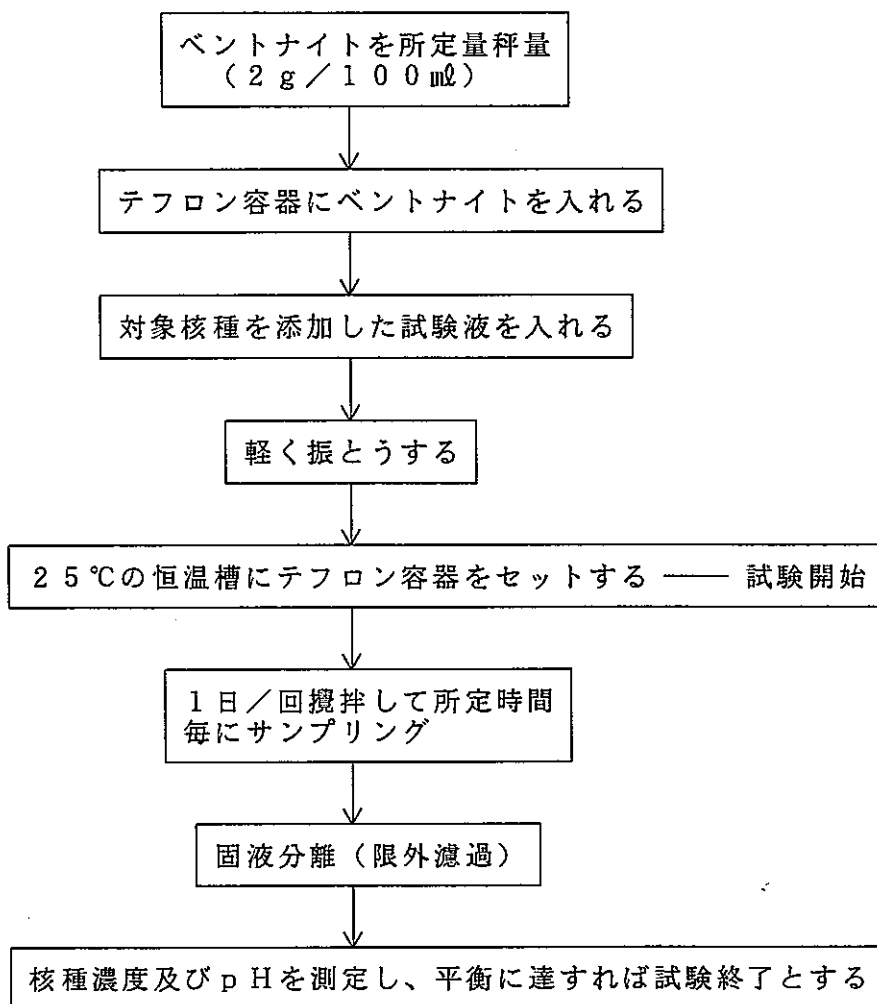 ベントナイトを所定量秤量
(2g/100㎖)
テフロン容器にベントナイトを入れる
対象核種を添加した試験液を入れる
軽く振とうする
25℃の恒温槽にテフロン容器をセットする ―― 試験開始
1日/回攪拌して所定時間
毎にサンプリング
固液分離(限外濾過)
核種濃度及びpHを測定し、平衡に達すれば試験終了とする